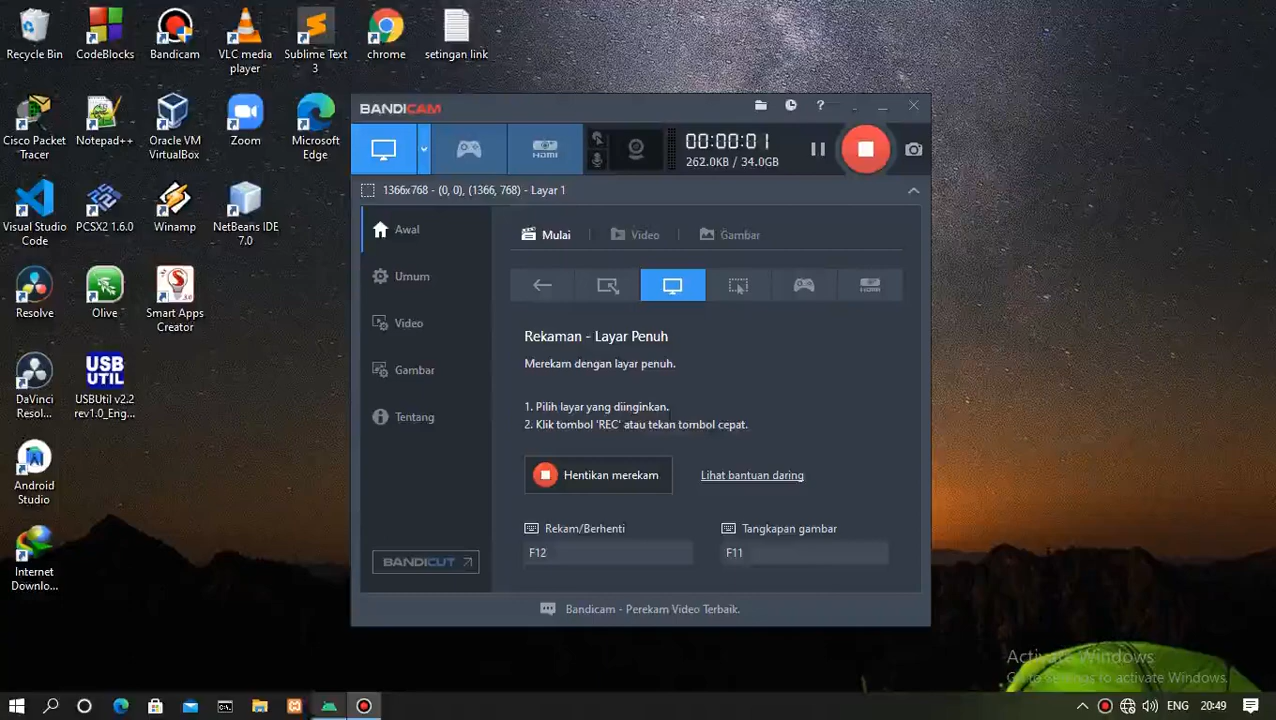 Recycle Bin
CodeBlocks
Bandicam
VLC media player
Sublime Text 3
chrome
setingan link
Cisco Packet Tracer
Notepad++
Oracle VM VirtualBox
Zoom
Microsoft Edge
Visual Studio Code
PCSX2 1.6.0
Winamp
NetBeans IDE 7.0
Resolve
Olive
Smart Apps Creator
3.0
DaVinci Resol...
USB UTIL
USBUtil v2.2 rev1.0_Eng...
Android Studio
Internet Downlo...
BANDICAM
?
HDMI
00:00:01
262.0KB / 34.0GB
1366x768 - (0, 0), (1366, 768) - Layar 1
Awal
Umum
Video
Gambar
Tentang
BANDICUT
Mulai
Video
Gambar
HDMI
Rekaman - Layar Penuh
Merekam dengan layar penuh.
1. Pilih layar yang diinginkan.
2. Klik tombol 'REC' atau tekan tombol cepat.
Hentikan merekam
Lihat bantuan daring
Rekam/Berhenti
Tangkapan gambar
F12
F11
Bandicam - Perekam Video Terbaik.
Activate Windows
Go to Settings to activate Windows.
ENG
20:49